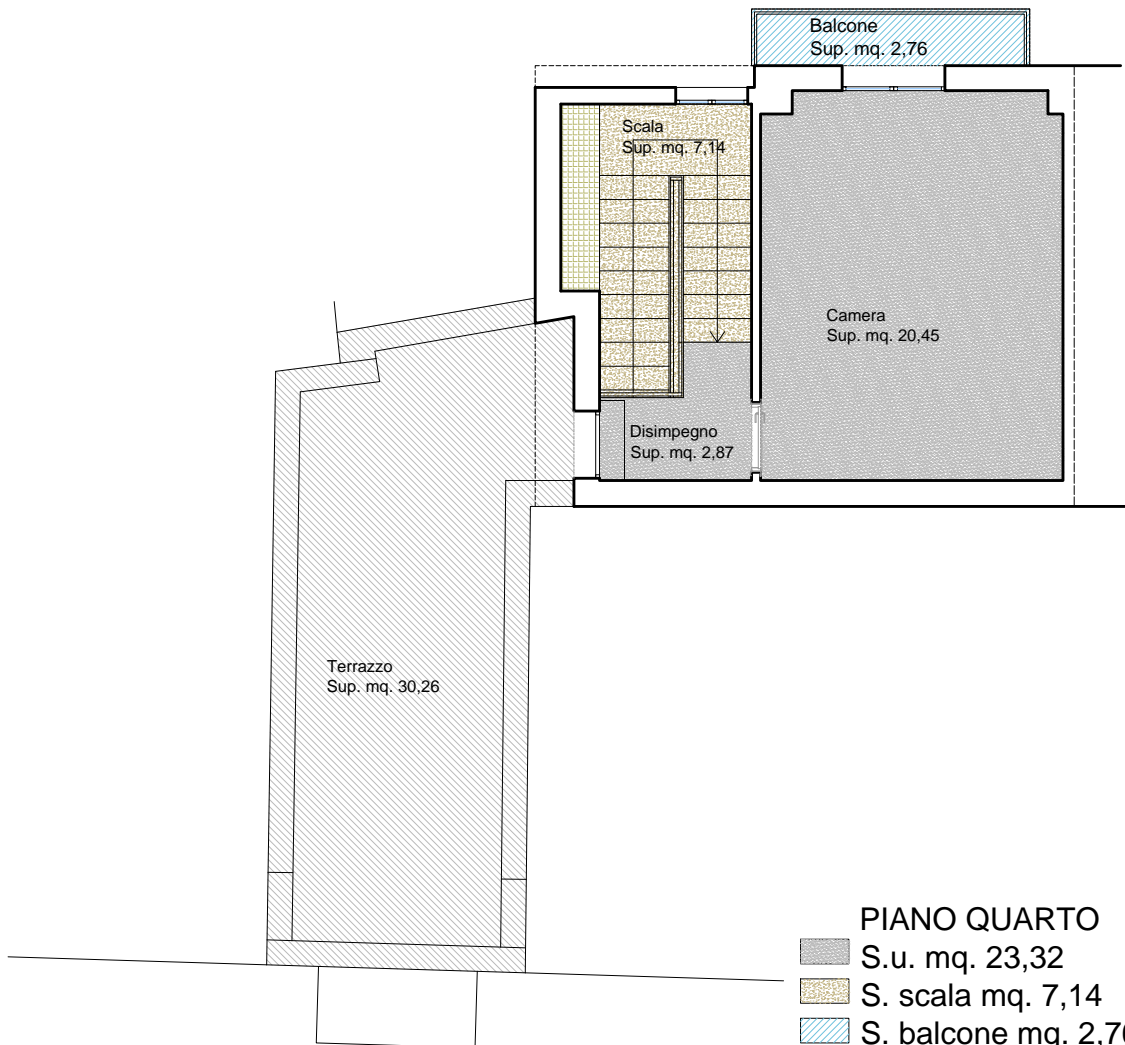 Balcone
Sup. mq. 2,76
Scala
Sup. mq. 7,14
Camera
Sup. mq. 20,45
Disimpegno
Sup. mq. 2,87
Terrazzo
Sup. mq. 30,26
PIANO QUARTO
S.u. mq. 23,32
S. scala mq. 7,14
S. balcone mq. 2,76